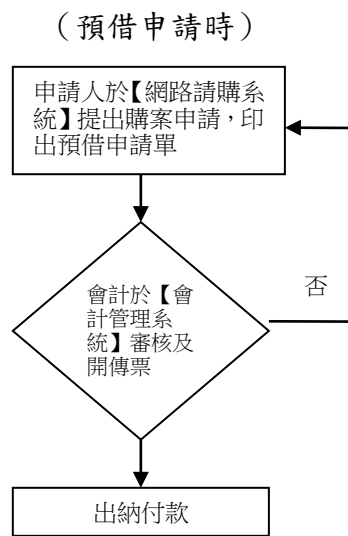 （預借申請時）
申請人於【網路請購系
統】提出購案申請，印
出預借申請單
會計於【會
計管理系
統】審核及
開傳票
否
出納付款